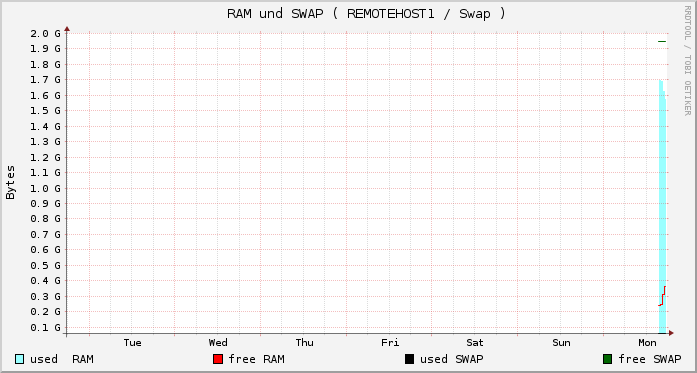 RAM und SWAP ( REMOTEHOST1 / Swap )
RRDTOOL / TOBI OETIKER
Bytes
2.0 G
1.9 G
1.8 G
1.7 G
1.6 G
1.5 G
1.4 G
1.3 G
1.2 G
1.1 G
1.0 G
0.9 G
0.8 G
0.7 G
0.6 G
0.5 G
0.4 G
0.3 G
0.2 G
0.1 G
Tue Wed Thu Fri Sat Sun Mon
used RAM free RAM used SWAP free SWAP